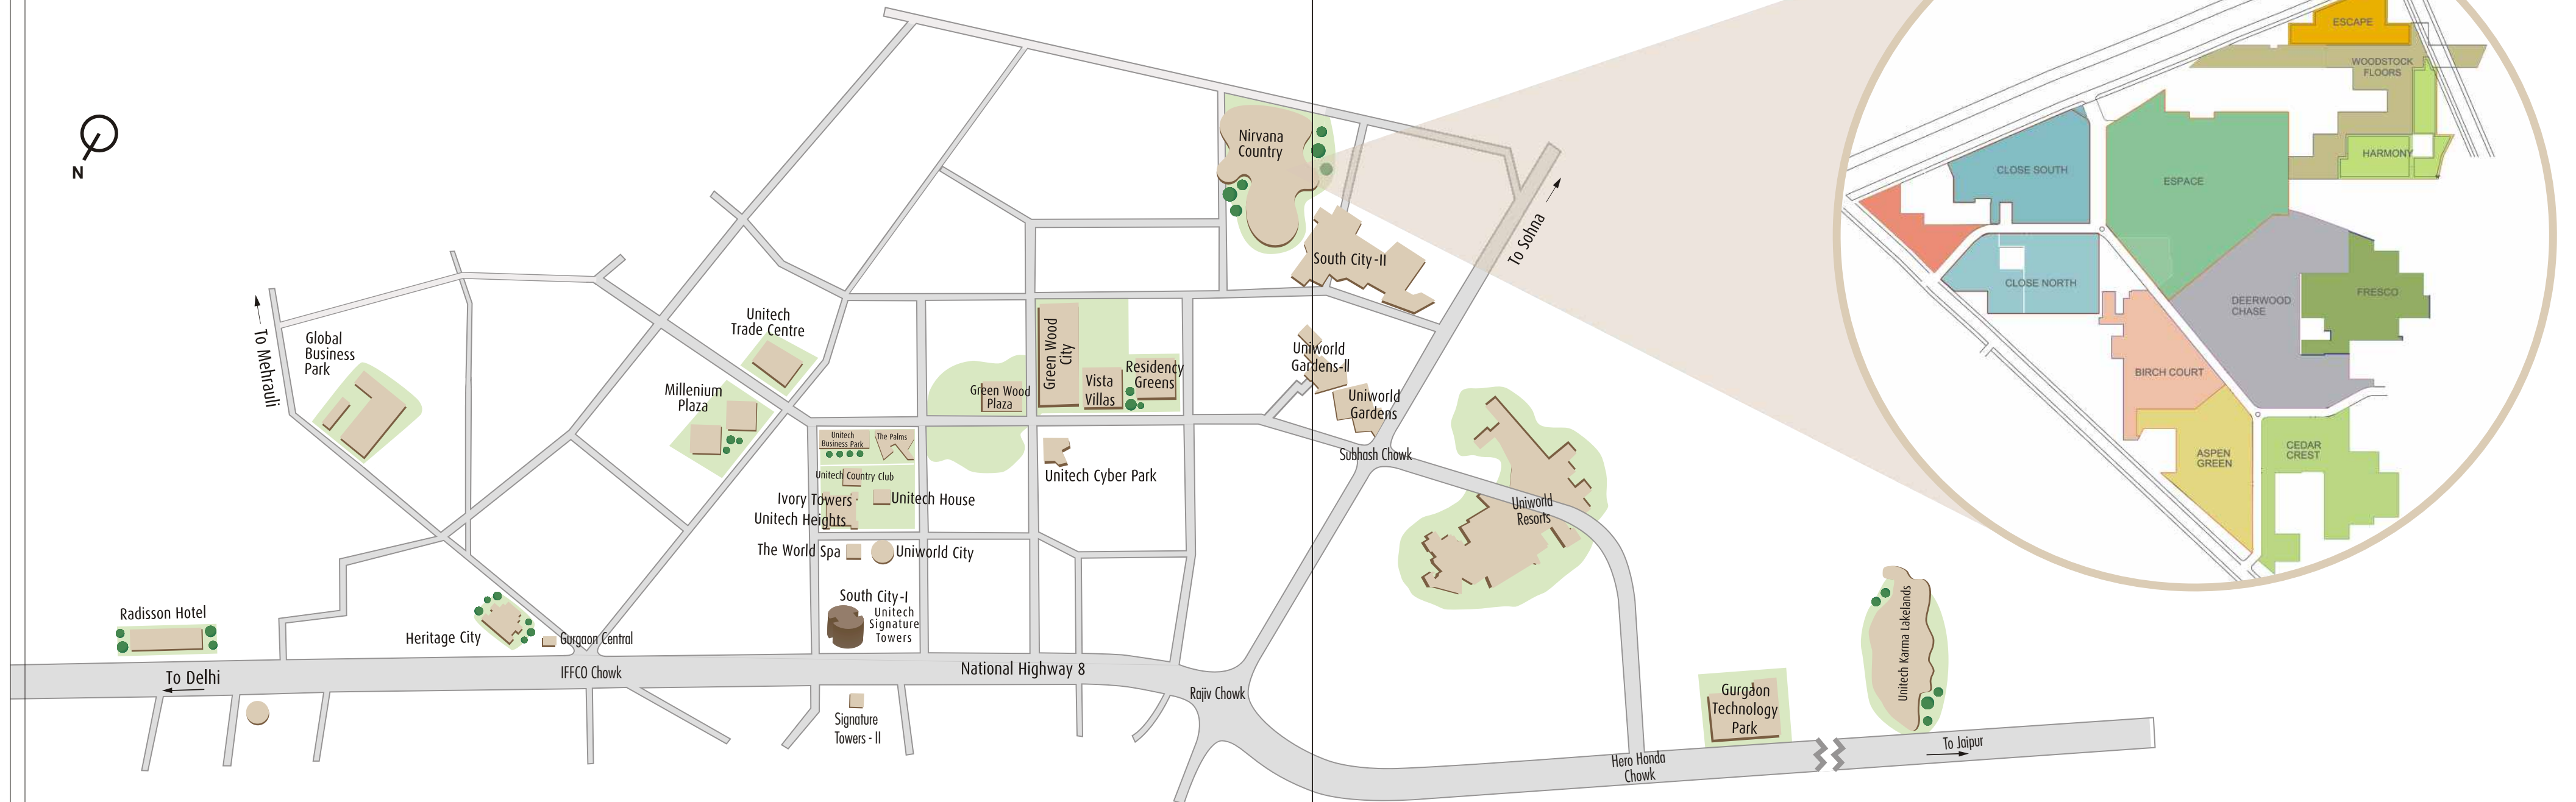 N
To Mehrauli
Global
Business
Park
Unitech
Trade Centre
Millenium
Plaza
Nirvana
Country
South City -II
To Sohna
Green Wood
City
Green Wood
Plaza
Vista
Villas
Residency
Greens
Uniworld
Gardens-II
Uniworld
Gardens
Subhash Chowk
Unitech
Business Park
The Palms
Unitech Country Club
Ivory Towers
Unitech House
Unitech Heights
Unitech Cyber Park
The World Spa
Uniworld City
South City-I
Unitech
Signature
Towers
Uniworld
Resorts
Radisson Hotel
Heritage City
Gurgaon Central
To Delhi
IFFCO Chowk
National Highway 8
Rajiv Chowk
Signature
Towers - II
Hero Honda
Chowk
Gurgaon
Technology
Park
Unitech Karma Lakelands
To Jaipur
ESCAPE
WOODSTOCK
FLOORS
HARMONY
CLOSE SOUTH
ESPACE
CLOSE NORTH
DEERWOOD
CHASE
FRESCO
BIRCH COURT
ASPEN
GREEN
CEDAR
CREST